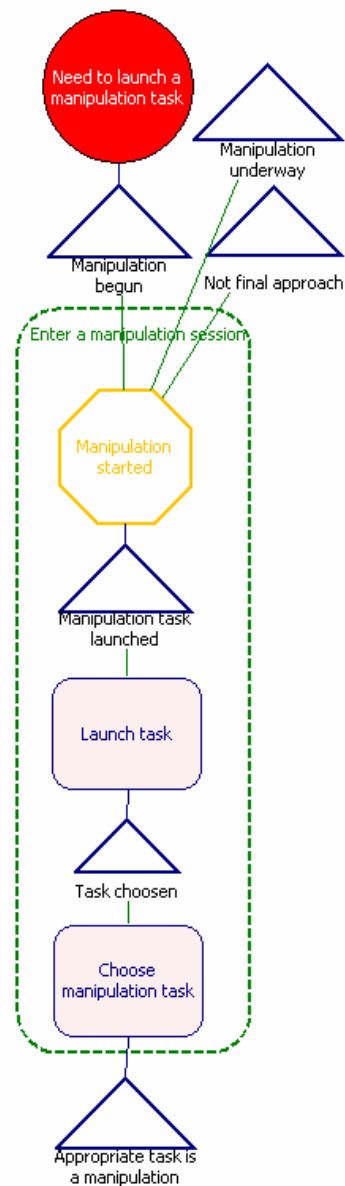 Need to launch a
manipulation task
Manipulation
underway
Manipulation
begun
Not final approach
Enter a manipulation session
Manipulation
started
Manipulation task
launched
Launch task
Task choosen
Choose
manipulation task
Appropriate task is
a manipulation